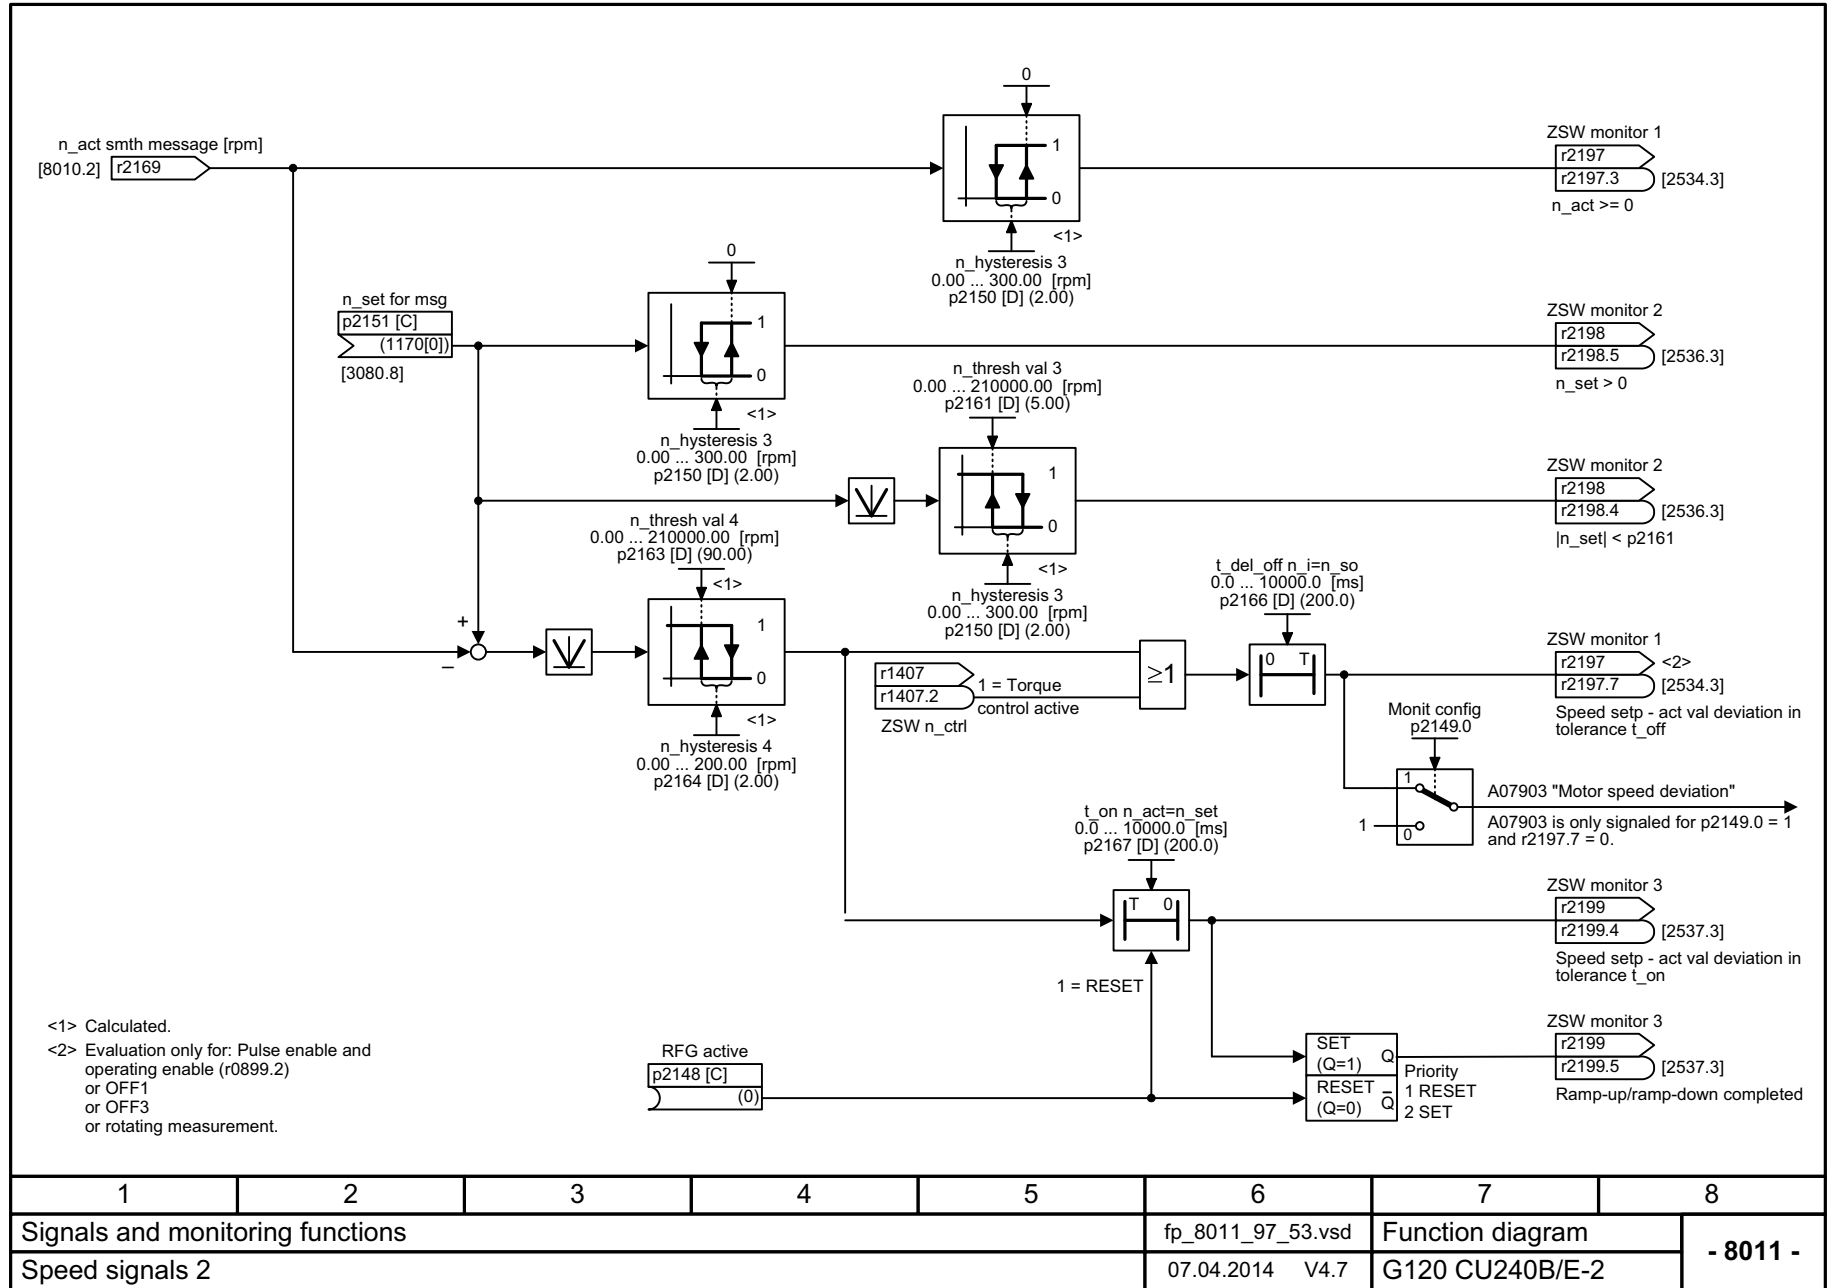 0
n_act smth message [rpm]
[8010.2] r2169
1
0
<1>
n_hysteresis 3
0.00 ... 300.00 [rpm]
p2150 [D] (2.00)
ZSW monitor 1
r2197
r2197.3 [2534.3]
n_act >= 0
0
n_set for msg
p2151 [C]
(1170[0])
[3080.8]
1
0
<1>
n_hysteresis 3
0.00 ... 300.00 [rpm]
p2150 [D] (2.00)
ZSW monitor 2
r2198
r2198.5 [2536.3]
n_set > 0
n_thresh val 3
0.00 ... 210000.00 [rpm]
p2161 [D] (5.00)
1
0
<1>
n_hysteresis 3
0.00 ... 300.00 [rpm]
p2150 [D] (2.00)
ZSW monitor 2
r2198
r2198.4 [2536.3]
|n_set| < p2161
n_thresh val 4
0.00 ... 210000.00 [rpm]
p2163 [D] (90.00)
<1>
+
–
1
0
<1>
n_hysteresis 4
0.00 ... 200.00 [rpm]
p2164 [D] (2.00)
r1407
r1407.2
ZSW n_ctrl
1 = Torque
control active
≥1
t_del_off n_i=n_so
0.0 ... 10000.0 [ms]
p2166 [D] (200.0)
0 T
ZSW monitor 1
r2197 <2>
r2197.7 [2534.3]
Speed setp - act val deviation in
tolerance t_off
Monit config
p2149.0
1
1
0
A07903 "Motor speed deviation"
A07903 is only signaled for p2149.0 = 1
and r2197.7 = 0.
t_on n_act=n_set
0.0 ... 10000.0 [ms]
p2167 [D] (200.0)
T 0
1 = RESET
ZSW monitor 3
r2199
r2199.4 [2537.3]
Speed setp - act val deviation in
tolerance t_on
RFG active
p2148 [C]
(0)
SET
(Q=1) Q
RESET
(Q=0) Q̅
Priority
1 RESET
2 SET
ZSW monitor 3
r2199
r2199.5 [2537.3]
Ramp-up/ramp-down completed
<1> Calculated.
<2> Evaluation only for: Pulse enable and
operating enable (r0899.2)
or OFF1
or OFF3
or rotating measurement.
1 2 3 4 5 6 7 8
Signals and monitoring functions fp_8011_97_53.vsd Function diagram
- 8011 -
Speed signals 2 07.04.2014 V4.7 G120 CU240B/E-2